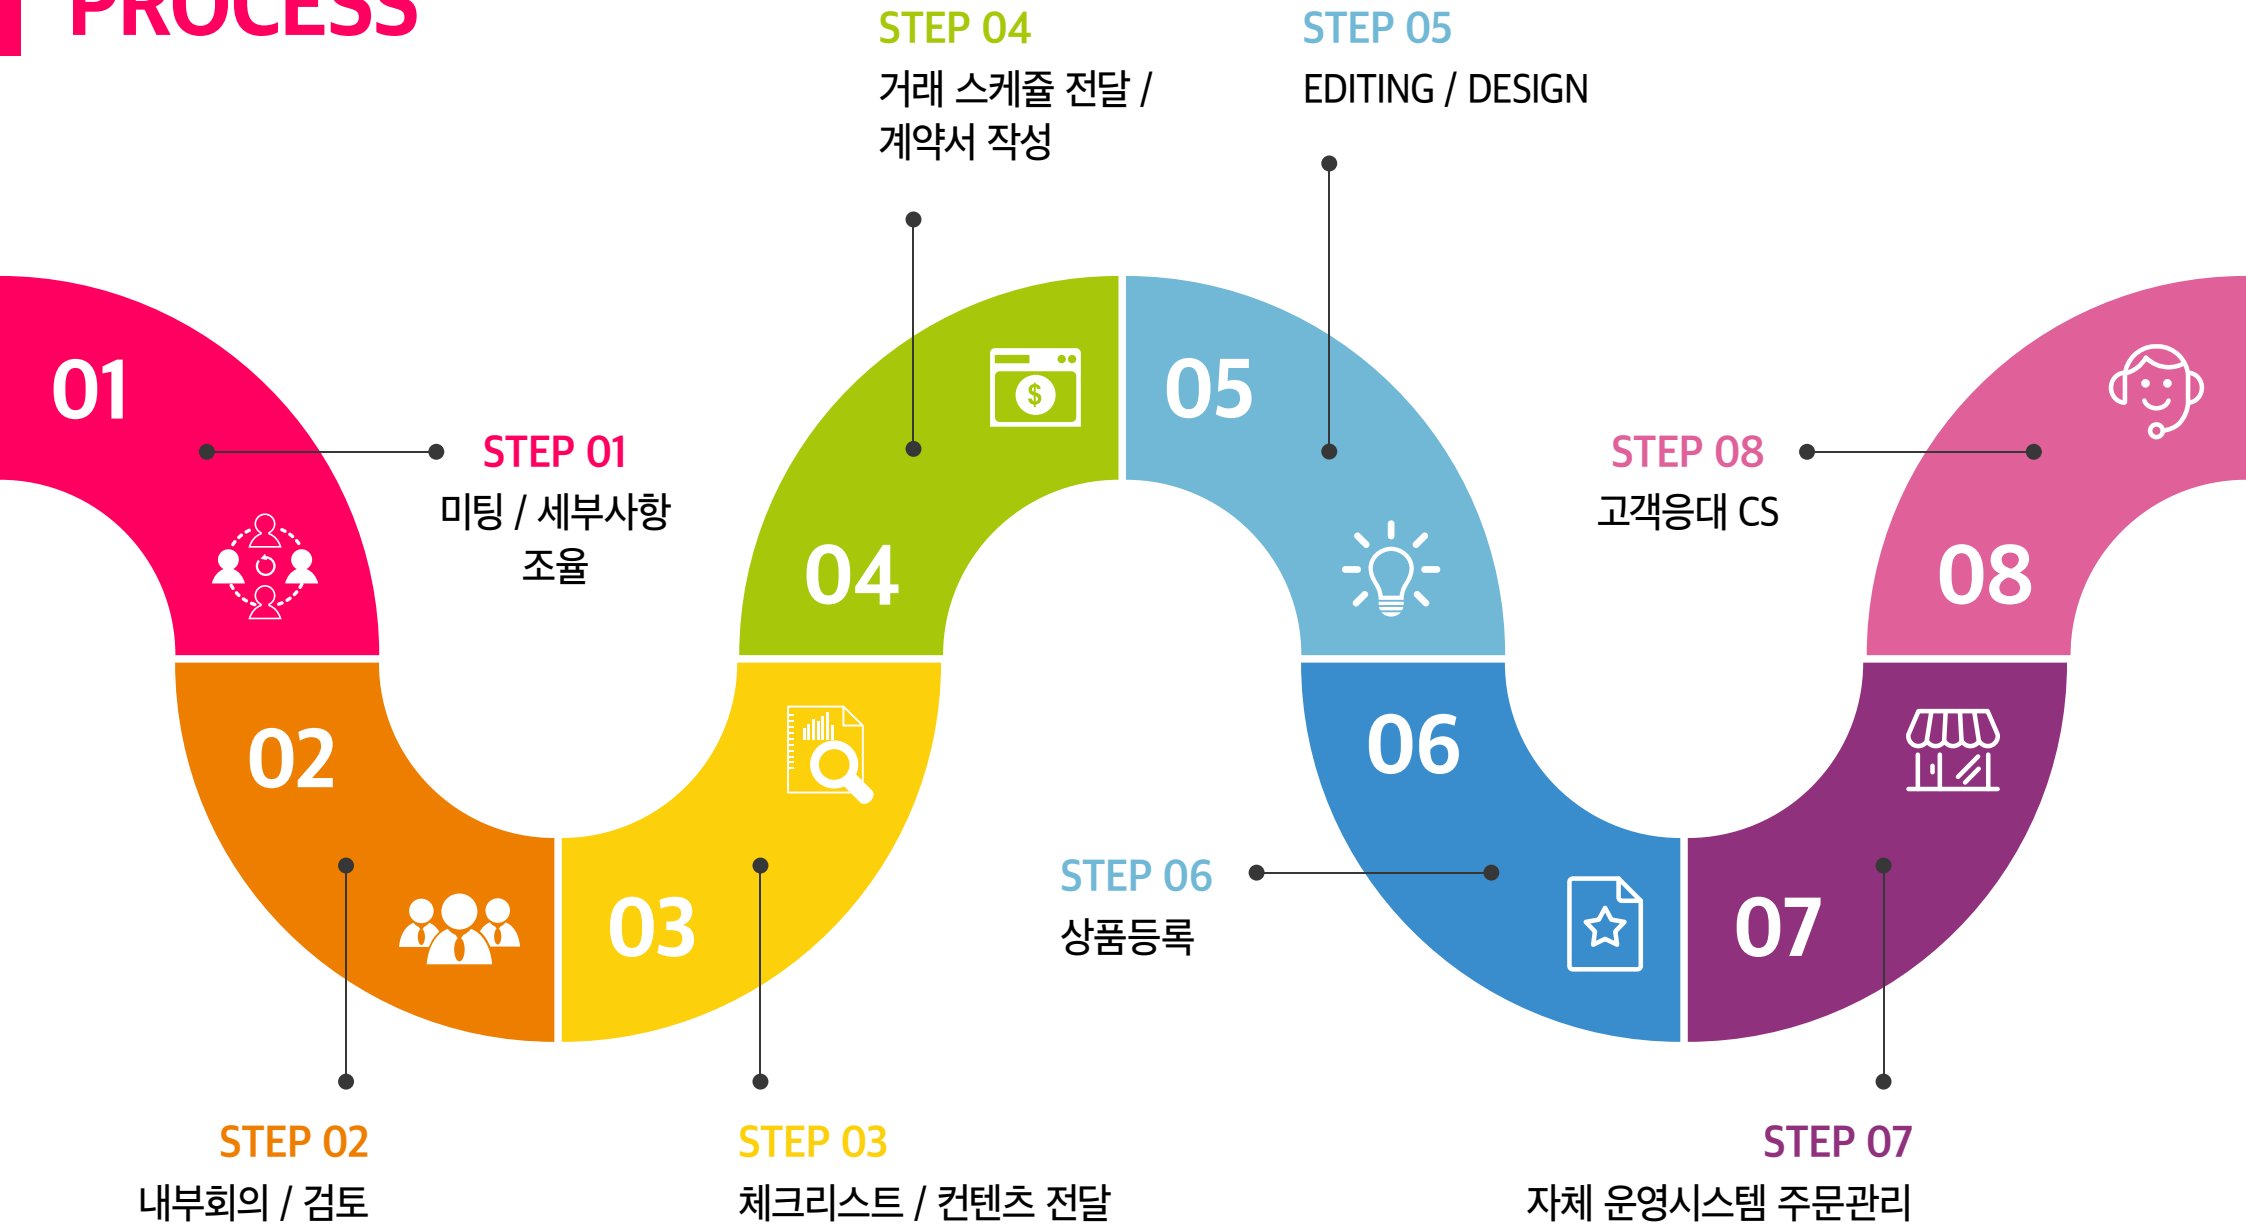 PROCESS
STEP 04
거래 스케쥴 전달 /
계약서 작성
STEP 05
EDITING / DESIGN
01
STEP 01
미팅 / 세부사항
조율
04
$
05
STEP 08
고객응대 CS
08
02
03
06
STEP 06
상품등록
07
STEP 02
내부회의 / 검토
STEP 03
체크리스트 / 컨텐츠 전달
STEP 07
자체 운영시스템 주문관리